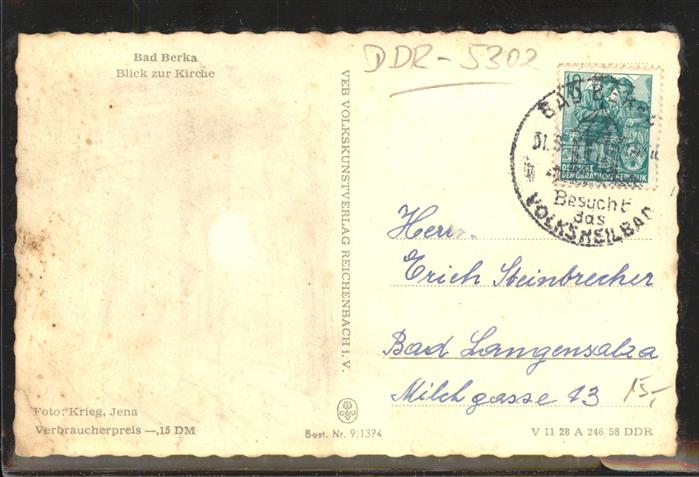 Bad Berka
Blick zur Kirche
DDR-5302
VEB VOLKSKUNSTVERLAG REICHENBACH i. V.
BAD
DEUTSCHE
DEMOKRATISCHE REPUBLIK
Besucht
das
VOLKSHEILBAD
Herrn
Erich Steinbrecher
Bad Langensalza
Milchgasse 13
15,-
Foto: Krieg, Jena
Verbraucherpreis —,15 DM
Best. Nr. 9/1374
V 11 28 A 246 58 DDR